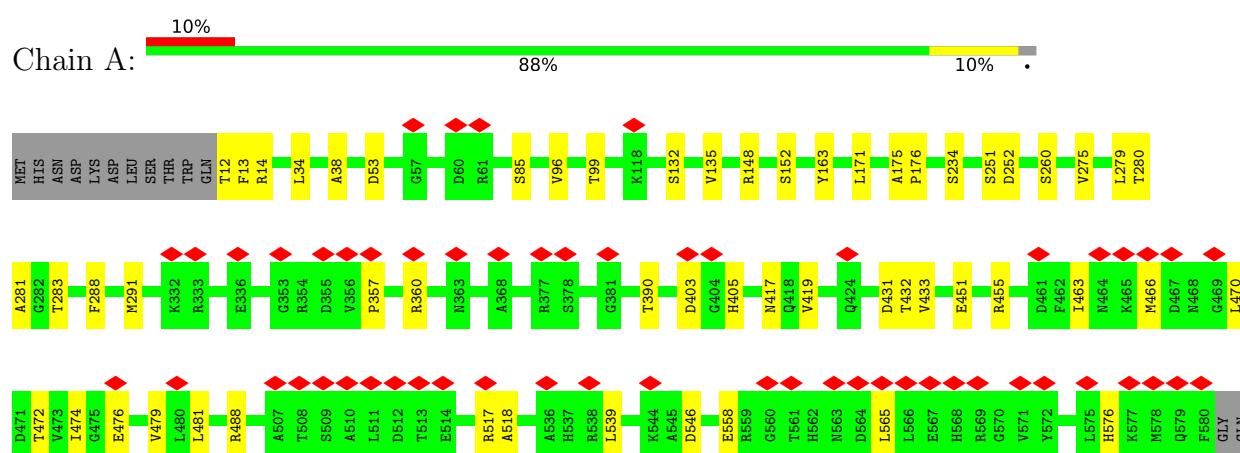 10%
Chain A:
88% 10% •
MET HIS ASN ASP LYS ASP LEU SER THR TRP GLN T12 F13 R14 L34 A38 D53 G57 D60 R61 S85 V96 T99 K118 S132 V135 R148 S152 Y163 L171 A175 P176 S234 S251 D252 S260 V275 L279 T280
A281 G282 T283 F288 M291 K332 R333 E336 G353 R354 D355 V356 P357 R360 N363 A368 R377 S378 G381 T390 D403 G404 H405 N417 Q418 V419 Q424 D431 T432 V433 E451 R455 D461 F462 I463 N464 K465 M466 D467 N468 G469 L470
D471 T472 V473 I474 G475 E476 V479 L480 L481 R488 A507 T508 S509 A510 L511 D512 T513 E514 R517 A518 A536 H537 R538 L539 K544 A545 D546 E558 R559 G560 T561 H562 N563 D564 L565 L566 E567 H568 R569 G570 V571 Y572 L575 H576 K577 M578 Q579 F580 GLY GLN